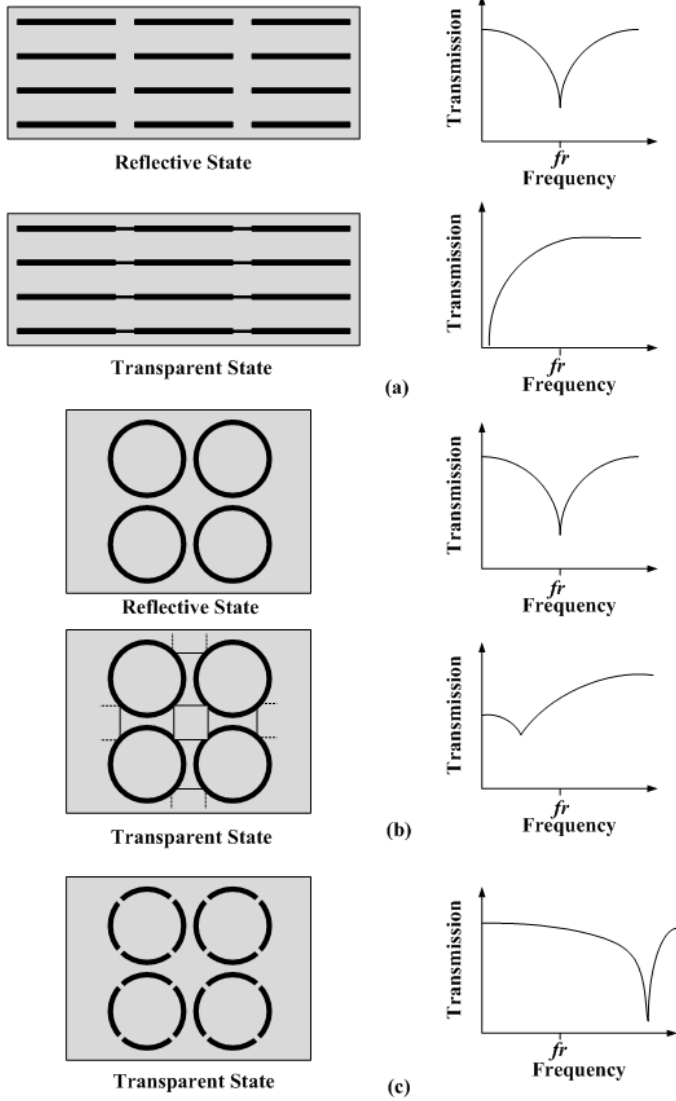 Transmission
fr
Frequency
Reflective State
Transmission
fr
Frequency
Transparent State
(a)
Transmission
fr
Frequency
Reflective State
Transmission
fr
Frequency
Transparent State
(b)
Transmission
fr
Frequency
Transparent State
(c)